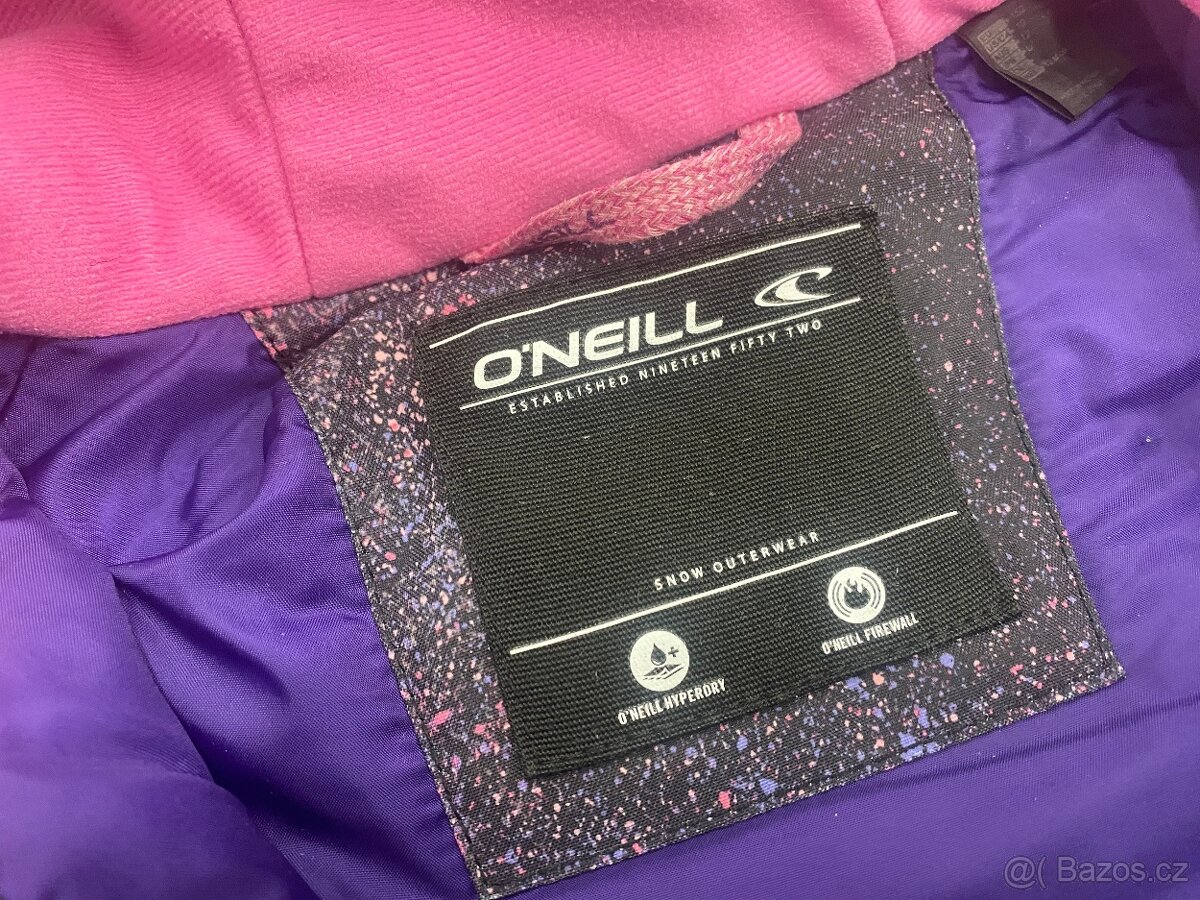 O'NEILL
ESTABLISHED NINETEEN FIFTY TWO
SNOW OUTERWEAR
O'NEILL HYPERDRY
O'NEILL FIREWALL
@( Bazos.cz